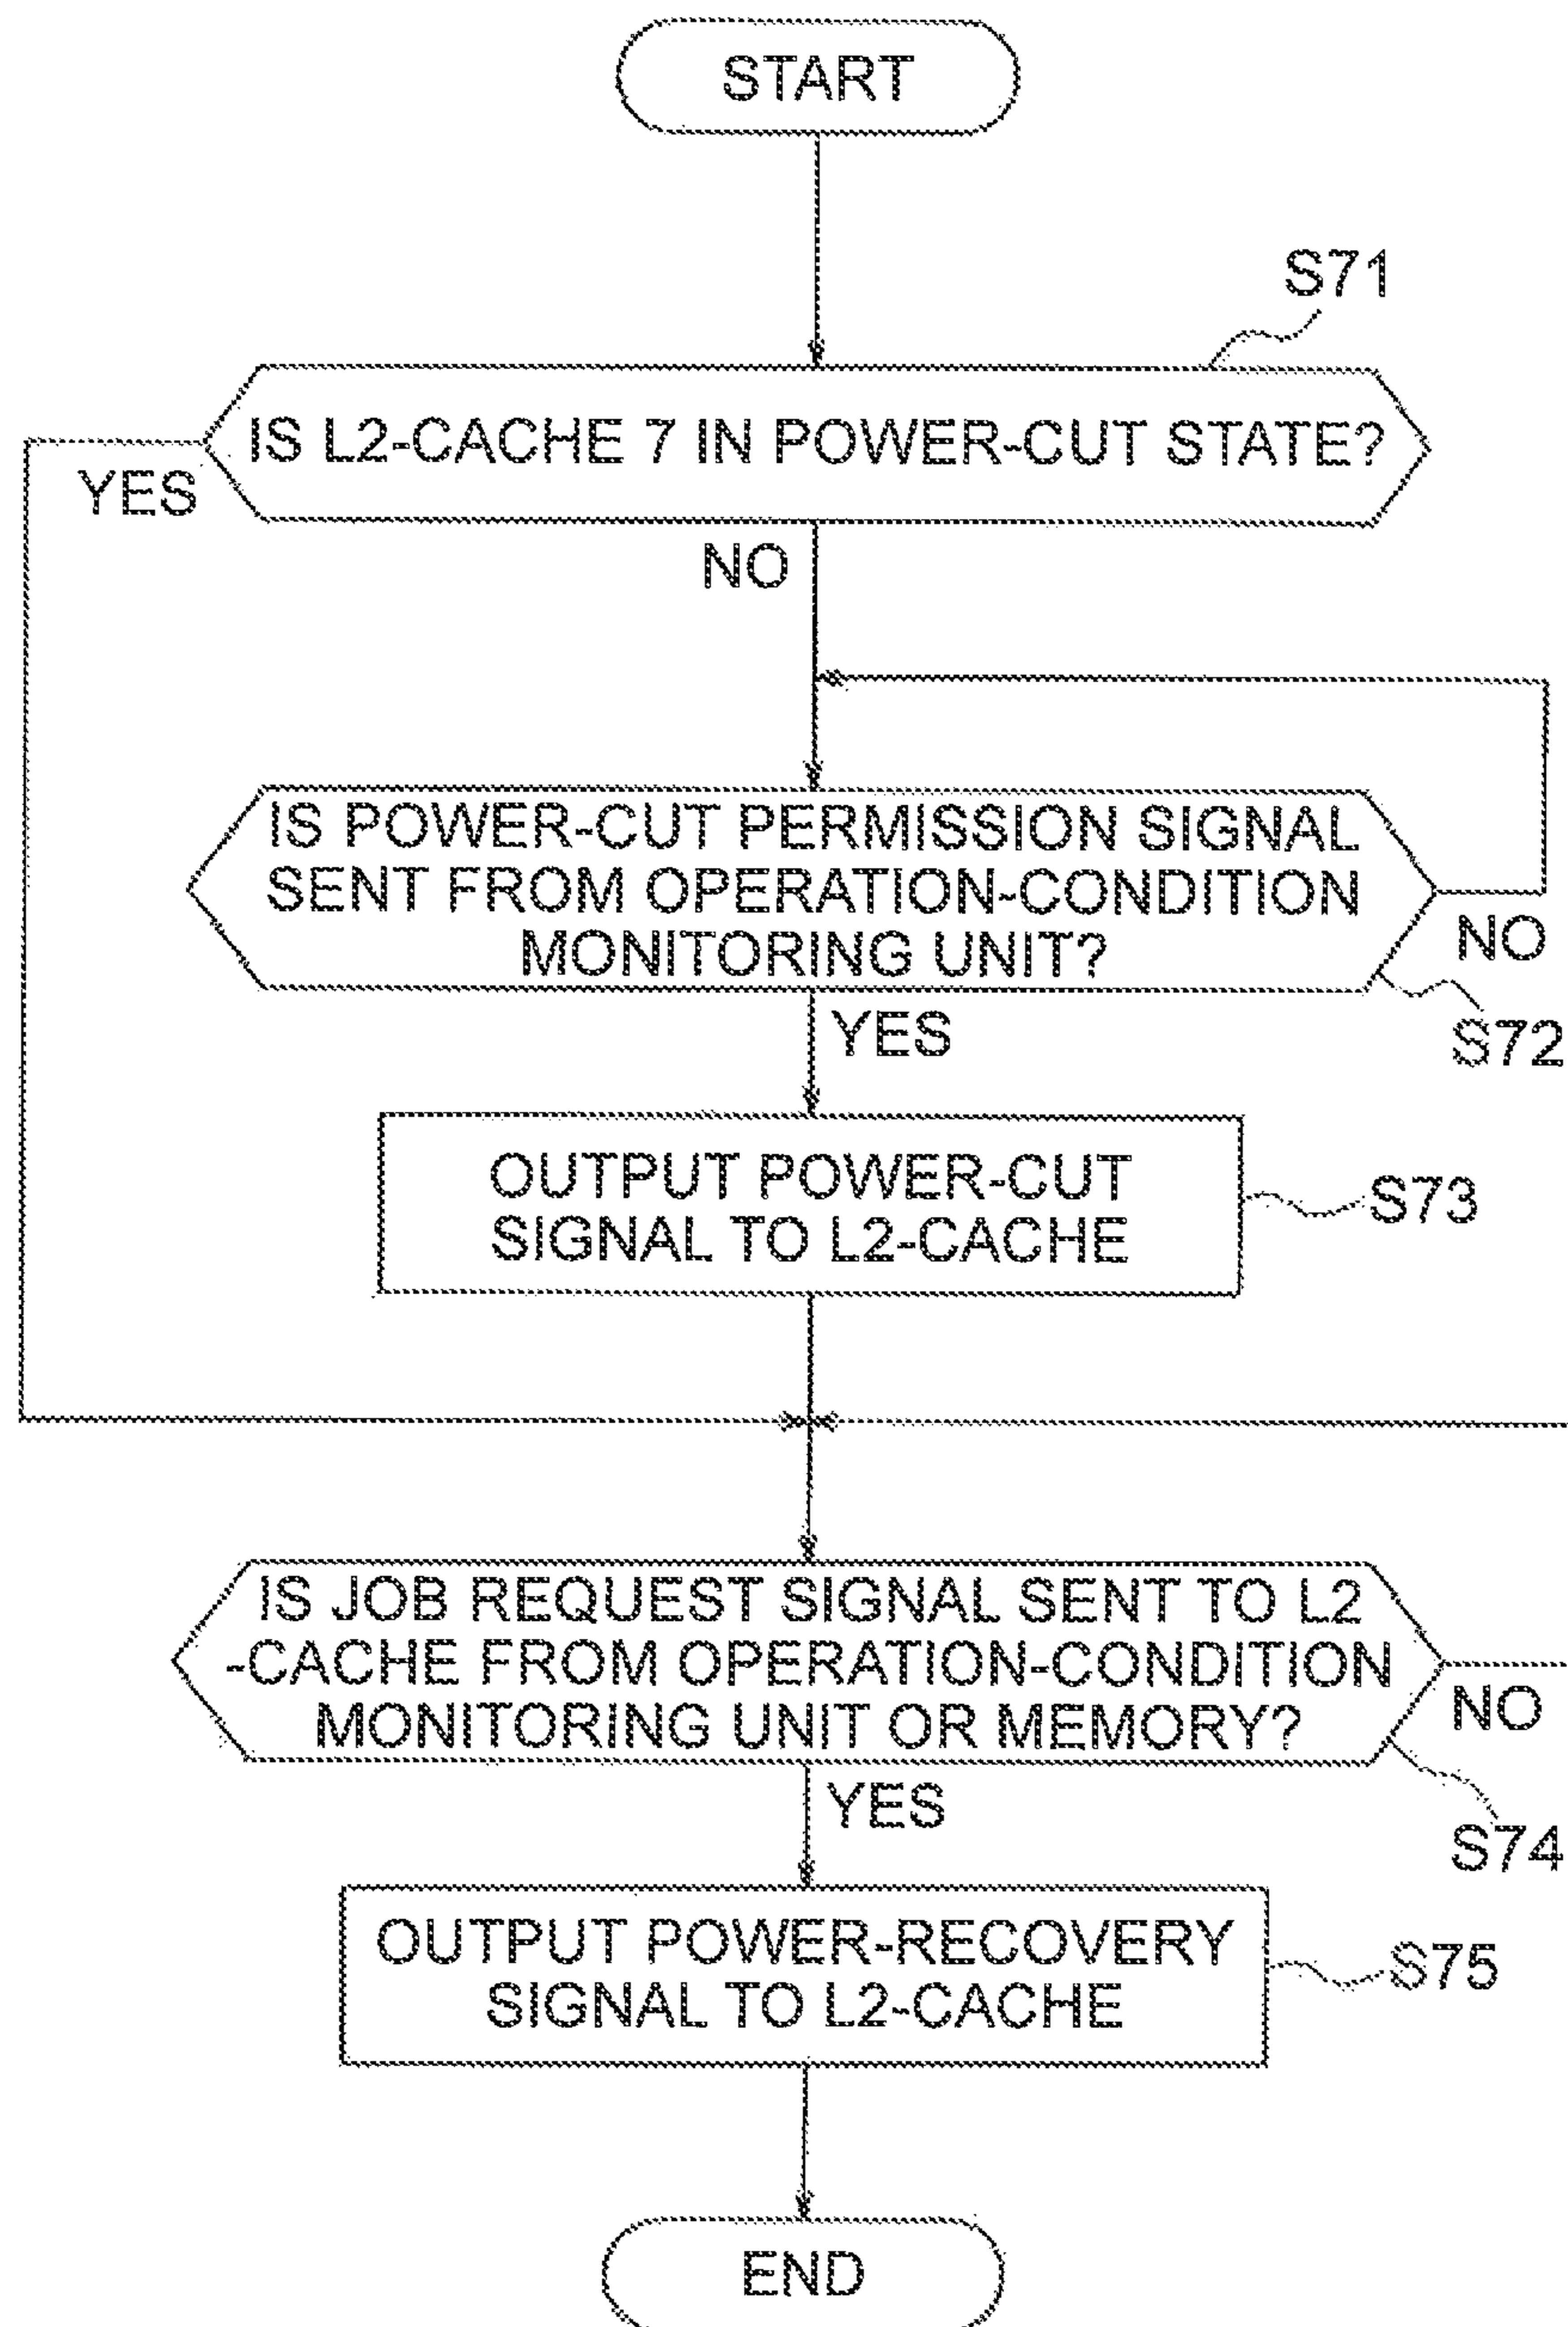 START
S71
IS L2-CACHE 7 IN POWER-CUT STATE?
YES
NO
IS POWER-CUT PERMISSION SIGNAL
SENT FROM OPERATION-CONDITION
MONITORING UNIT?
NO
S72
YES
OUTPUT POWER-CUT
SIGNAL TO L2-CACHE
S73
IS JOB REQUEST SIGNAL SENT TO L2
-CACHE FROM OPERATION-CONDITION
MONITORING UNIT OR MEMORY?
NO
S74
YES
OUTPUT POWER-RECOVERY
SIGNAL TO L2-CACHE
S75
END